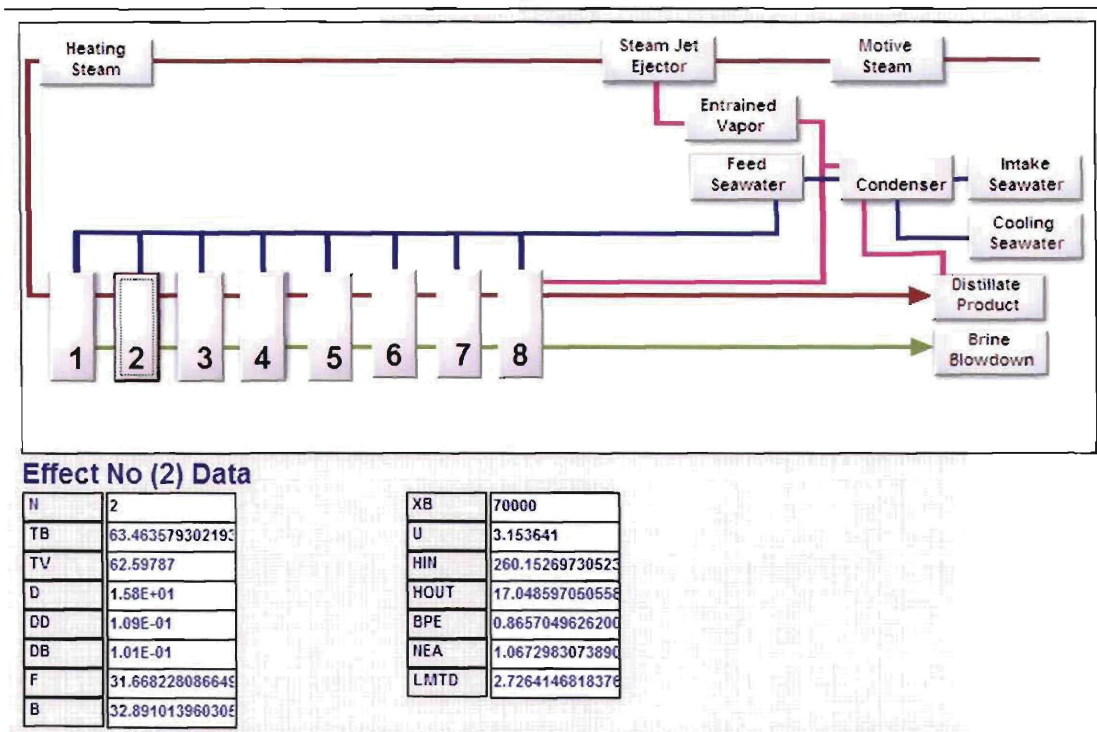 Heating
Steam
Steam Jet
Ejector
Motive
Steam
Entrained
Vapor
Feed
Seawater
Condenser
Intake
Seawater
Cooling
Seawater
Distillate
Product
Brine
Blowdown
1 2 3 4 5 6 7 8
Effect No (2) Data
N 2
TB 63.463579302193
TV 62.59787
D 1.58E+01
DD 1.09E-01
DB 1.01E-01
F 31.668228086649
B 32.891013960305
XB 70000
U 3.153641
HIN 260.15269730523
HOUT 17.048597050558
BPE 0.8657049626200
NEA 1.0672983073890
LMTD 2.7264146818376